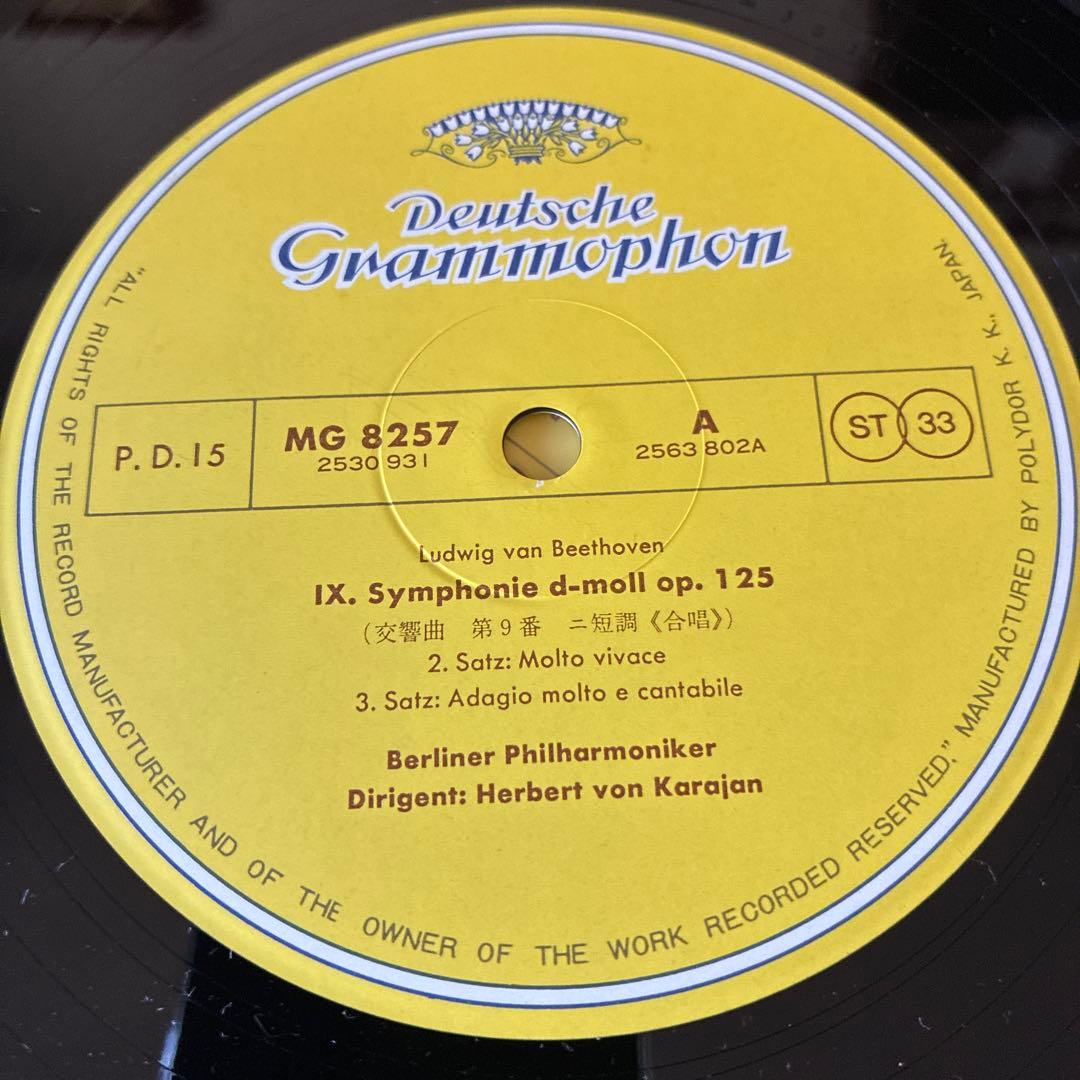 Deutsche
Grammophon
P. D. 15
MG 8257
2530 931
A
2563 802A
ST 33
Ludwig van Beethoven
IX. Symphonie d-moll op. 125
(交響曲 第9番 ニ短調《合唱》)
2. Satz: Molto vivace
3. Satz: Adagio molto e cantabile
Berliner Philharmoniker
Dirigent: Herbert von Karajan
"ALL RIGHTS OF THE RECORD MANUFACTURER AND OF THE OWNER OF THE WORK RECORDED RESERVED." MANUFACTURED BY POLYDOR K. K., JAPAN.